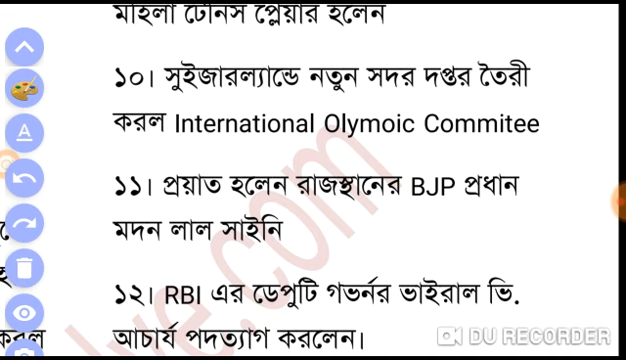 মহিলা টেনিস প্লেয়ার হলেন
১০। সুইজারল্যান্ডে নতুন সদর দপ্তর তৈরী
করল International Olymoic Commitee
১১। প্রয়াত হলেন রাজস্থানের BJP প্রধান
মদন লাল সাইনি
১২। RBI এর ডেপুটি গভর্নর ভাইরাল ভি.
করল আচার্য পদত্যাগ করলেন।
DU RECORDER